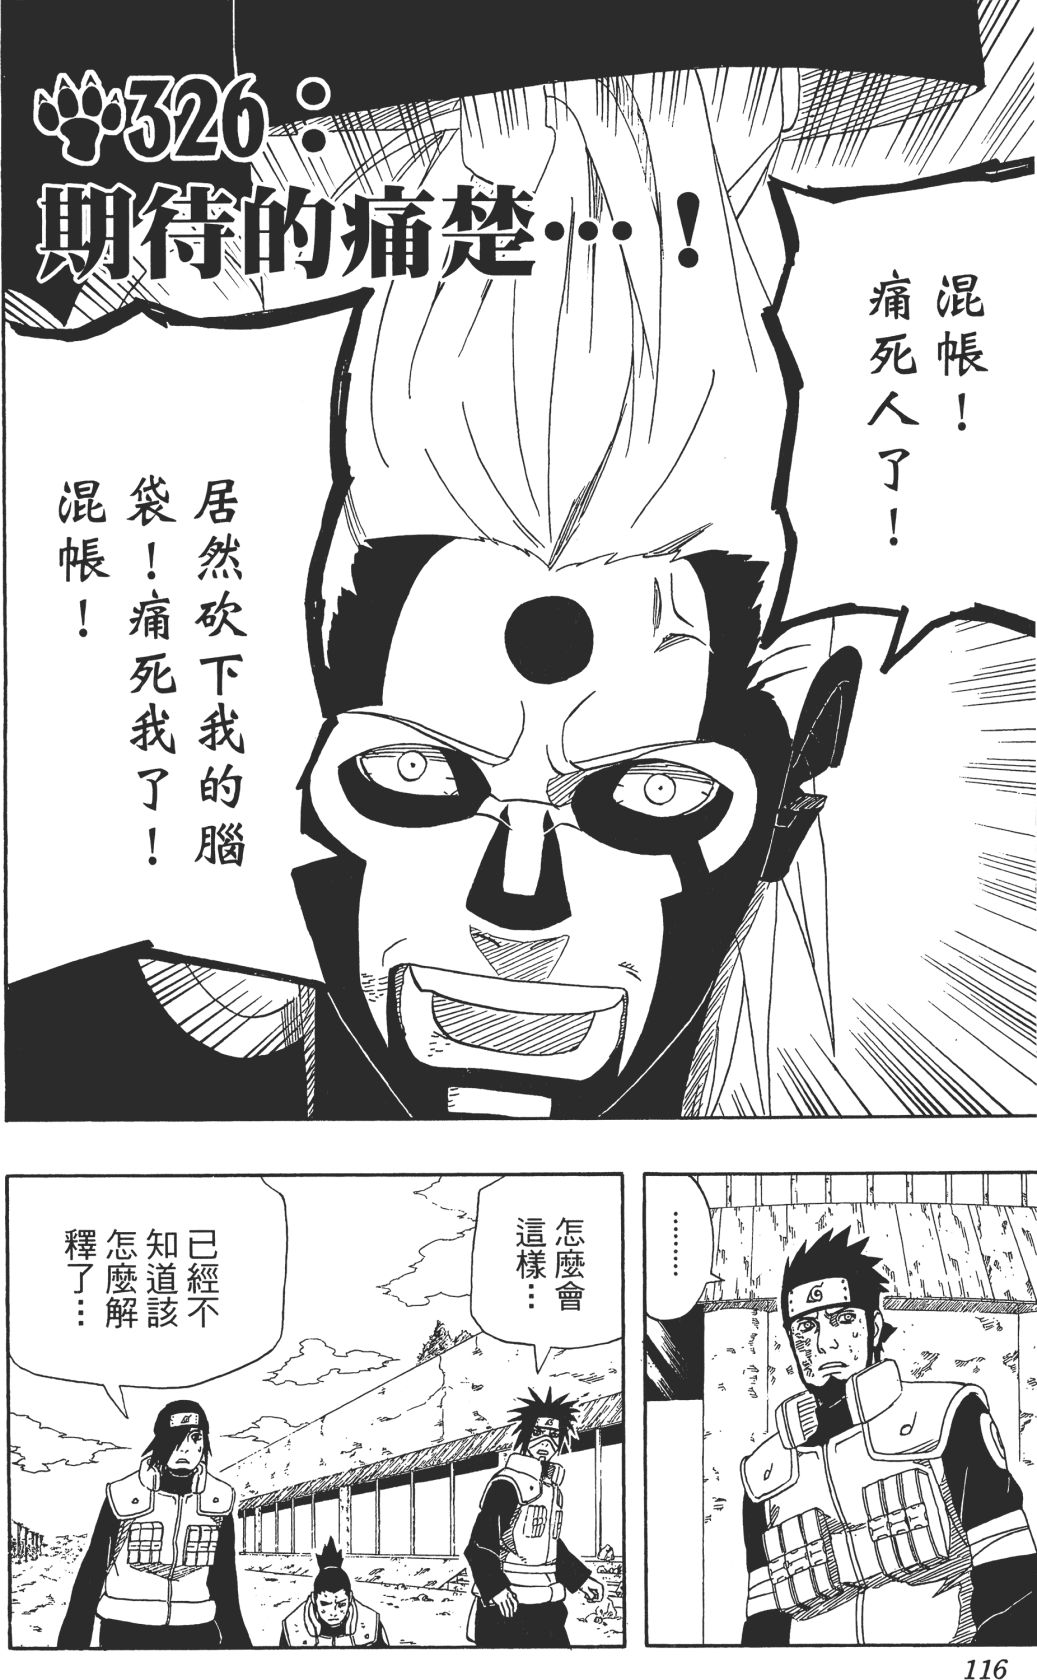 326：
期待的痛楚…！
混帳！
痛死人了！
居然砍下我的腦
袋！痛死我了！
混帳！
………
怎麼會
這樣…
已經不
知道該
怎麼解
釋了…
116